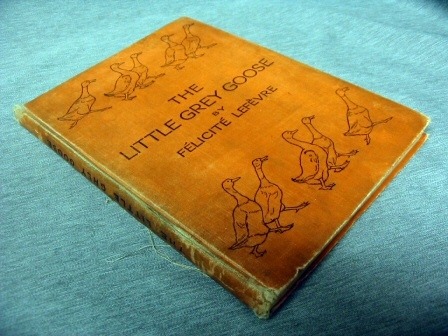 THE
LITTLE GREY GOOSE
BY
FÉLICITÉ LEFÈVRE